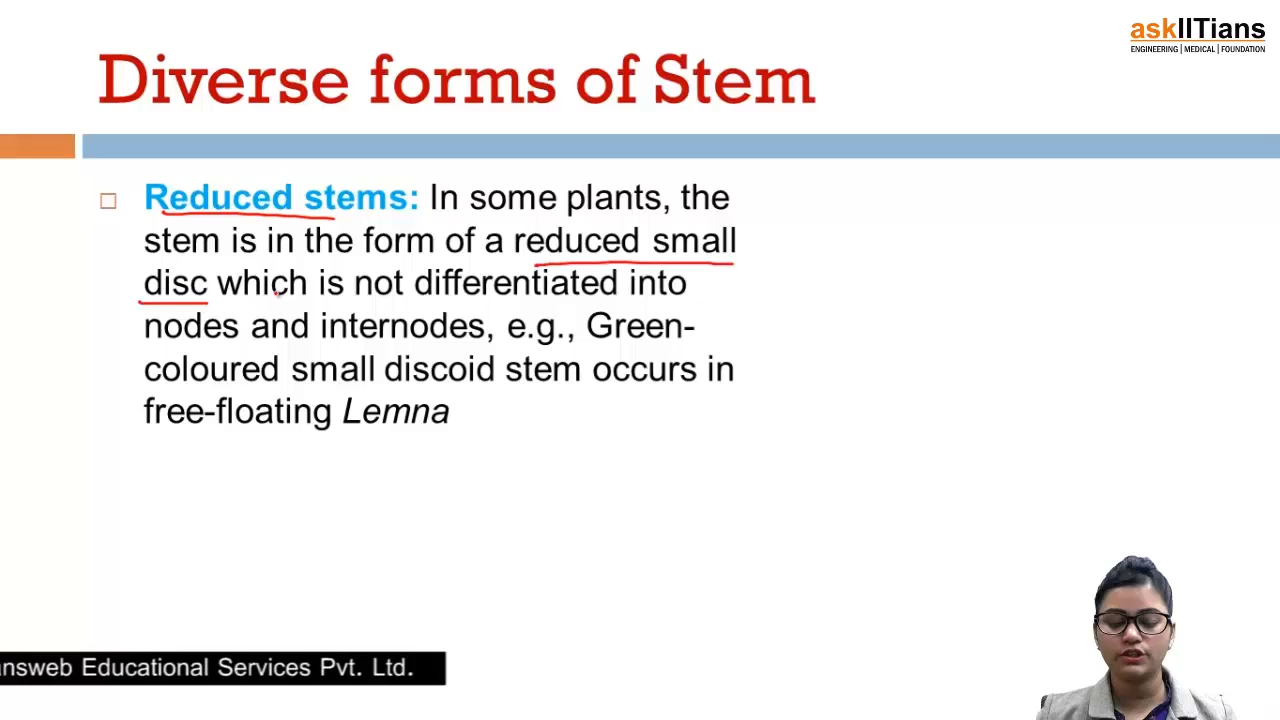 askIITians
ENGINEERING | MEDICAL | FOUNDATION
Diverse forms of Stem
Reduced stems: In some plants, the
stem is in the form of a reduced small
disc which is not differentiated into
nodes and internodes, e.g., Green-
coloured small discoid stem occurs in
free-floating Lemna
answeb Educational Services Pvt. Ltd.